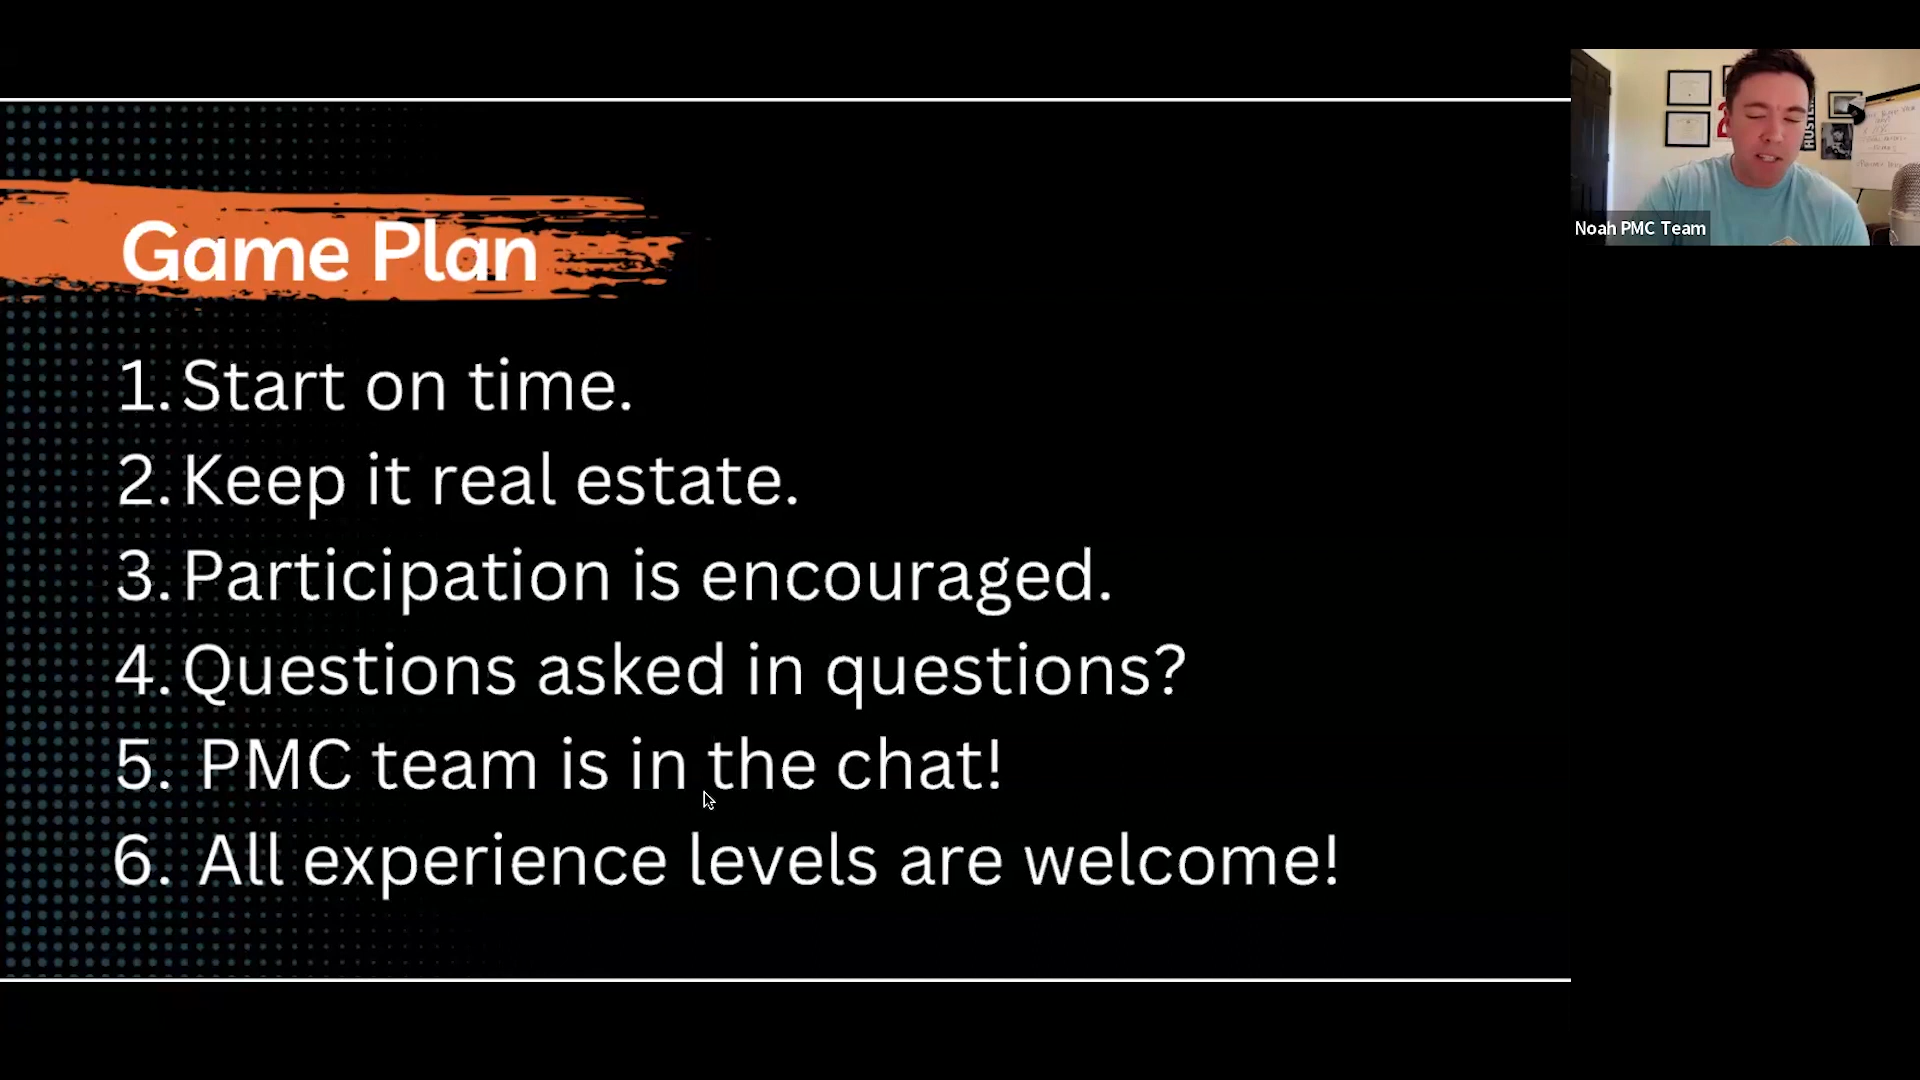 Game Plan
1. Start on time.
2. Keep it real estate.
3. Participation is encouraged.
4. Questions asked in questions?
5. PMC team is in the chat!
6. All experience levels are welcome!
HUSTLE
Noah PMC Team